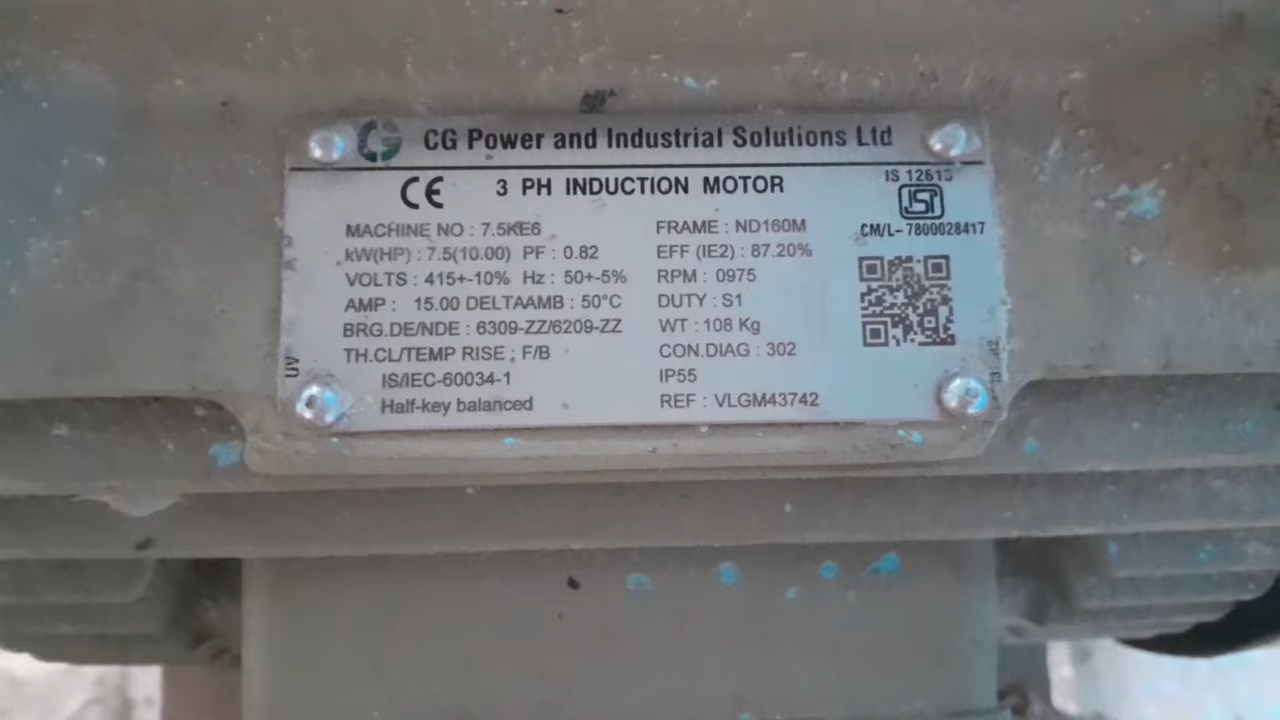 CG Power and Industrial Solutions Ltd
CE 3 PH INDUCTION MOTOR
IS 12615
ISI
CM/L-7800028417
MACHINE NO : 7.5KE6
kW(HP) : 7.5(10.00) PF : 0.82
VOLTS : 415+-10% Hz : 50+-5%
AMP : 15.00 DELTAAMB : 50°C
BRG.DE/NDE : 6309-ZZ/6209-ZZ
TH.CL/TEMP RISE : F/B
IS/IEC-60034-1
Half-key balanced
FRAME : ND160M
EFF (IE2) : 87.20%
RPM : 0975
DUTY : S1
WT : 108 Kg
CON.DIAG : 302
IP55
REF : VLGM43742
UV